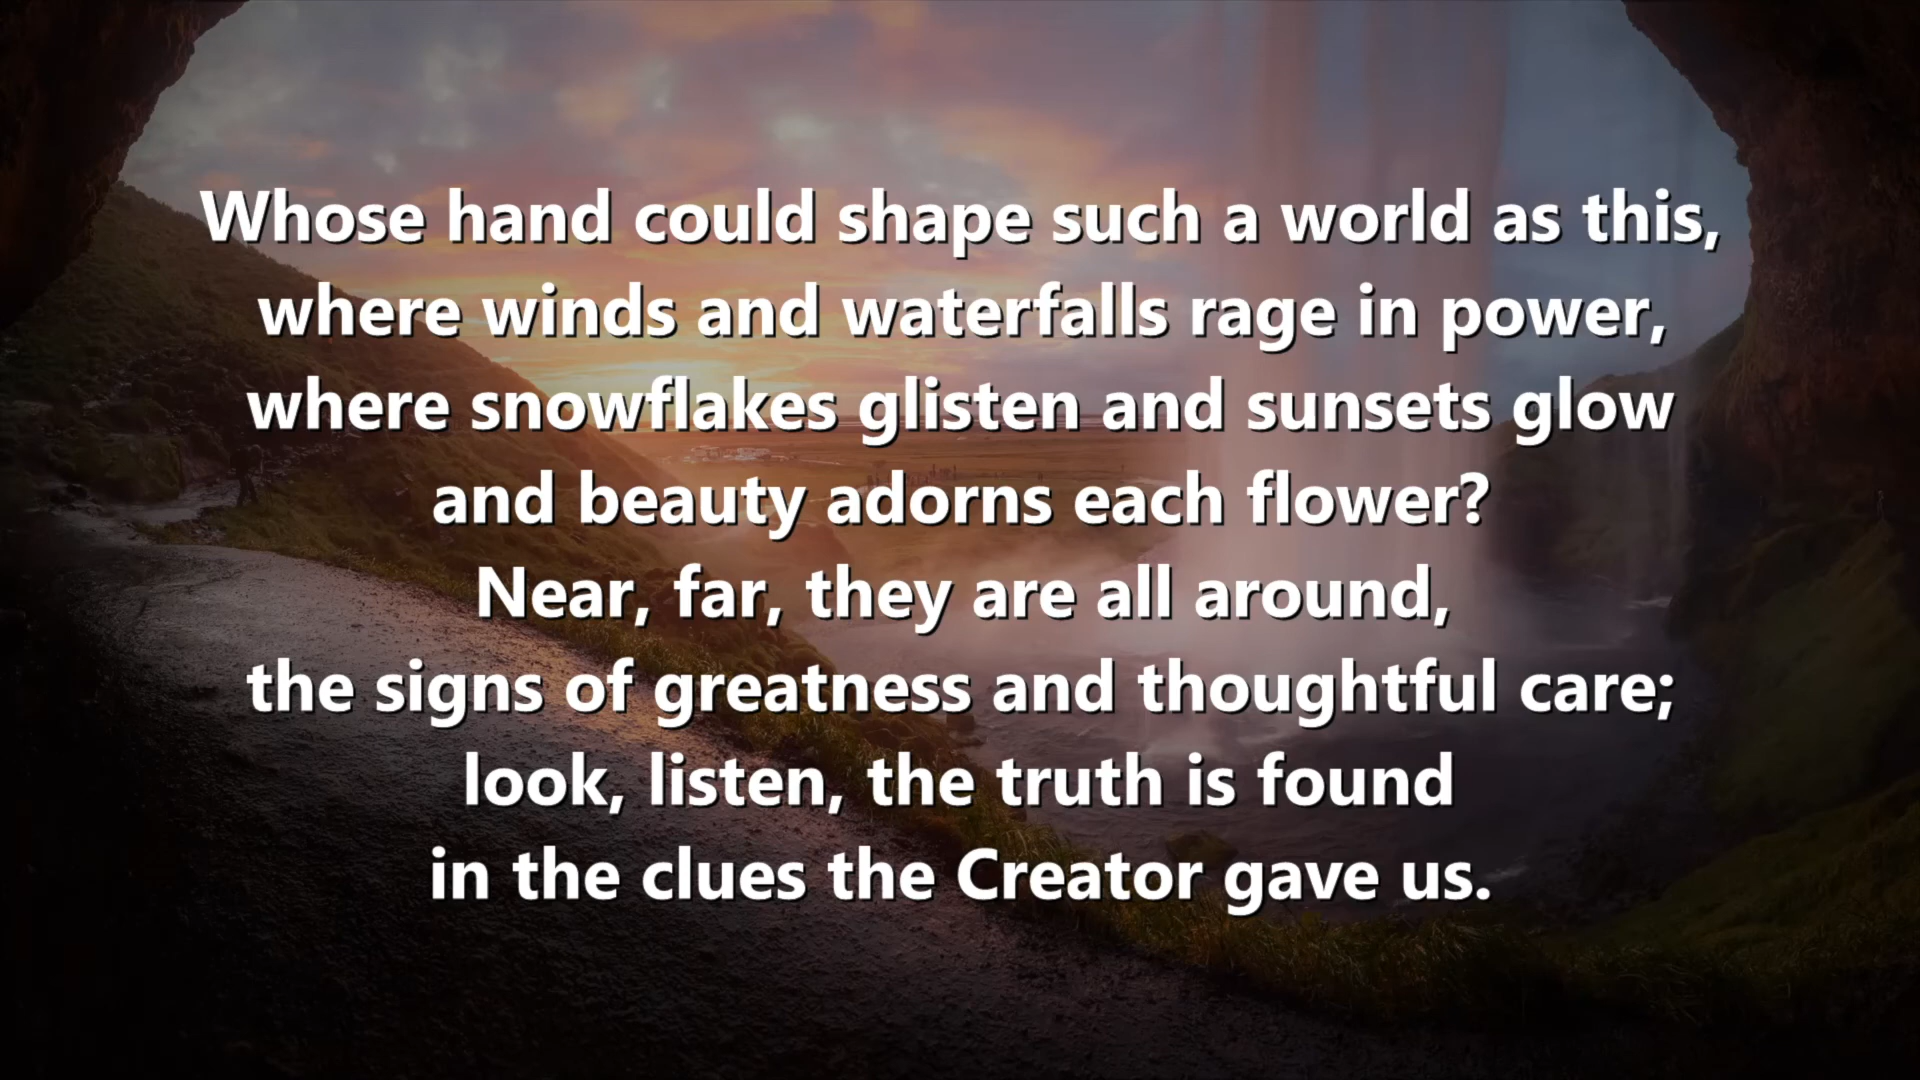 Whose hand could shape such a world as this,
where winds and waterfalls rage in power,
where snowflakes glisten and sunsets glow
and beauty adorns each flower?
Near, far, they are all around,
the signs of greatness and thoughtful care;
look, listen, the truth is found
in the clues the Creator gave us.